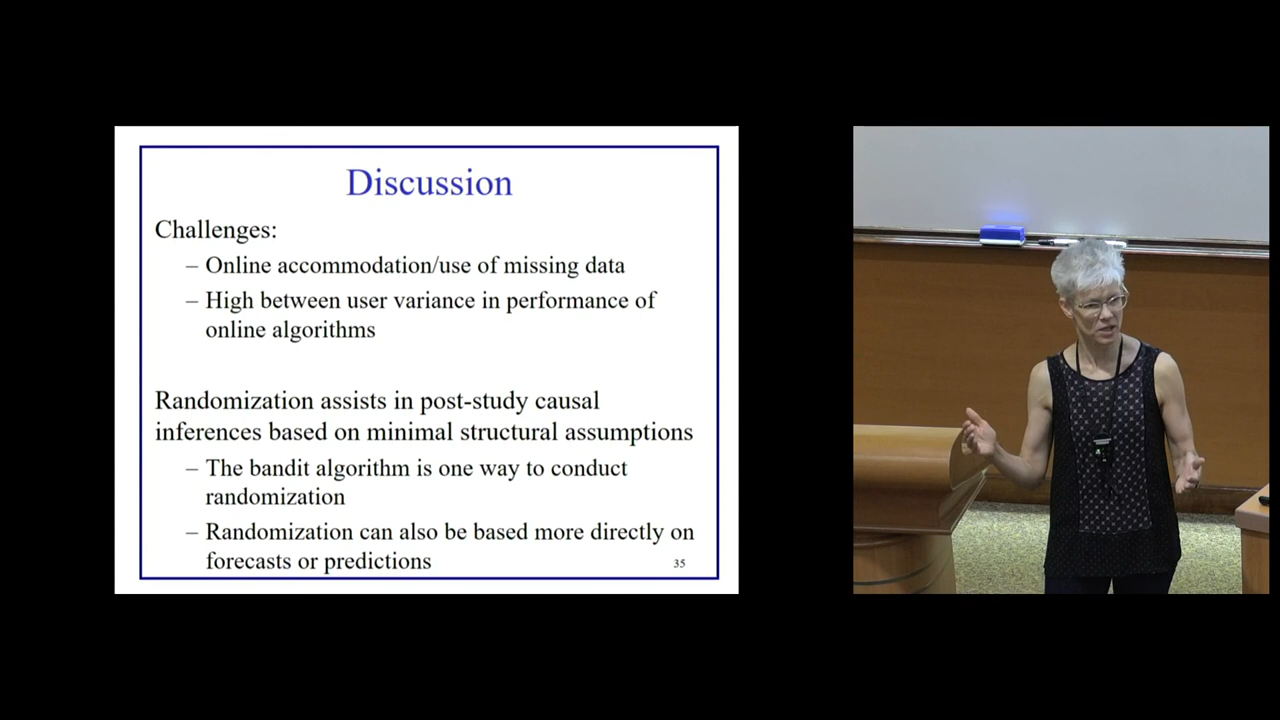 Discussion
Challenges:
– Online accommodation/use of missing data
– High between user variance in performance of
online algorithms
Randomization assists in post-study causal
inferences based on minimal structural assumptions
– The bandit algorithm is one way to conduct
randomization
– Randomization can also be based more directly on
forecasts or predictions
35